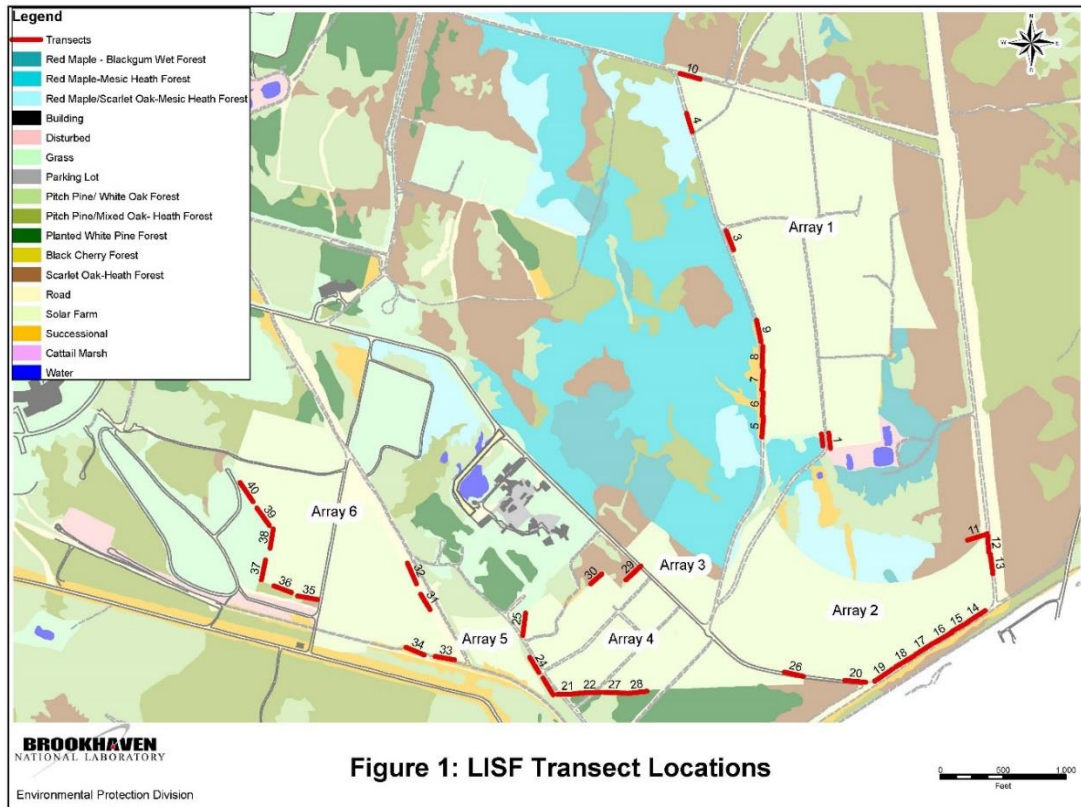 Legend
Transects
Red Maple - Blackgum Wet Forest
Red Maple-Mesic Heath Forest
Red Maple/Scarlet Oak-Mesic Heath Forest
Building
Disturbed
Grass
Parking Lot
Pitch Pine/ White Oak Forest
Pitch Pine/Mixed Oak- Heath Forest
Planted White Pine Forest
Black Cherry Forest
Scarlet Oak-Heath Forest
Road
Solar Farm
Successional
Cattail Marsh
Water
N
W
E
10
4
Array 1
3
9
8
7
6
5
1
Array 6
40
39
38
37
36
35
32
31
34
33
Array 5
Array 3
30
29
25
Array 4
24
21
22
27
28
Array 2
11
12
13
14
15
16
17
18
19
20
26
BROOKHAVEN
NATIONAL LABORATORY
Environmental Protection Division
Figure 1: LISF Transect Locations
0
500
1,000
Feet